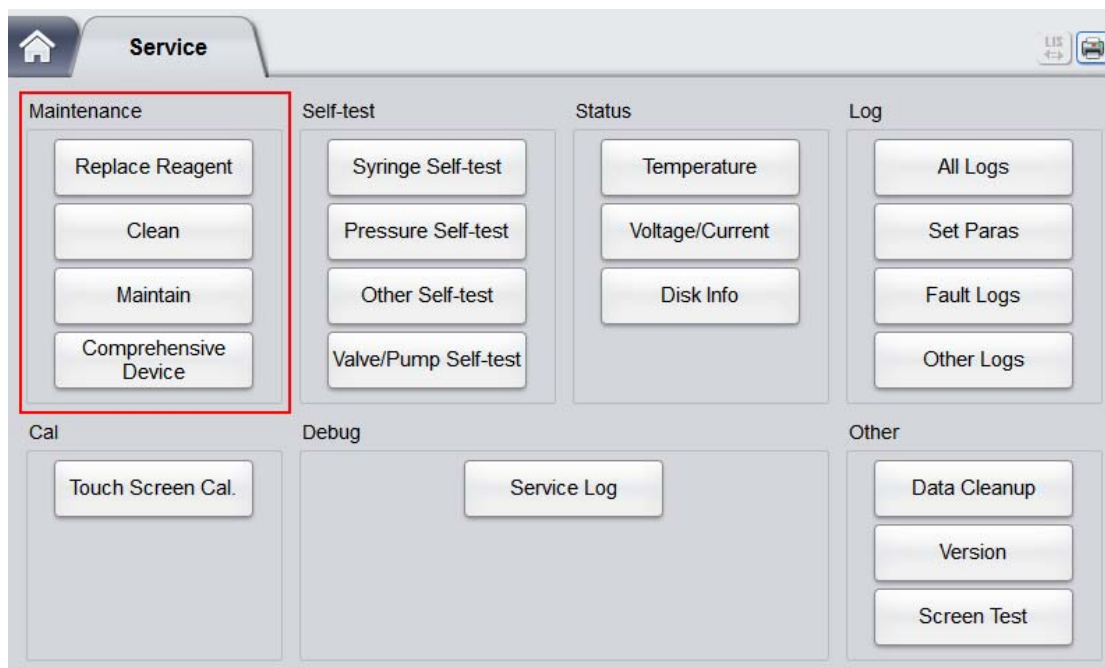 Service
LIS
Maintenance
Replace Reagent
Clean
Maintain
Comprehensive
Device
Self-test
Syringe Self-test
Pressure Self-test
Other Self-test
Valve/Pump Self-test
Status
Temperature
Voltage/Current
Disk Info
Log
All Logs
Set Paras
Fault Logs
Other Logs
Cal
Touch Screen Cal.
Debug
Service Log
Other
Data Cleanup
Version
Screen Test